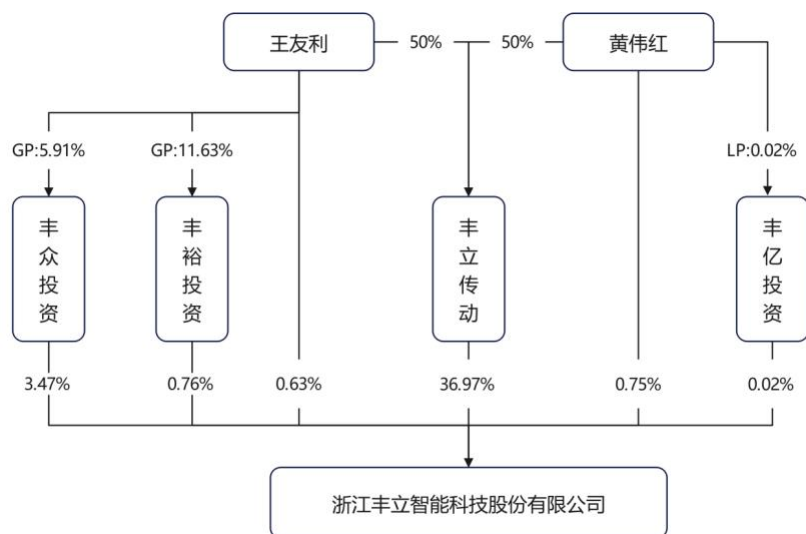 王友利
50%
50%
黄伟红
GP:5.91%
GP:11.63%
LP:0.02%
丰众投资
丰裕投资
丰立传动
丰亿投资
3.47%
0.76%
0.63%
36.97%
0.75%
0.02%
浙江丰立智能科技股份有限公司